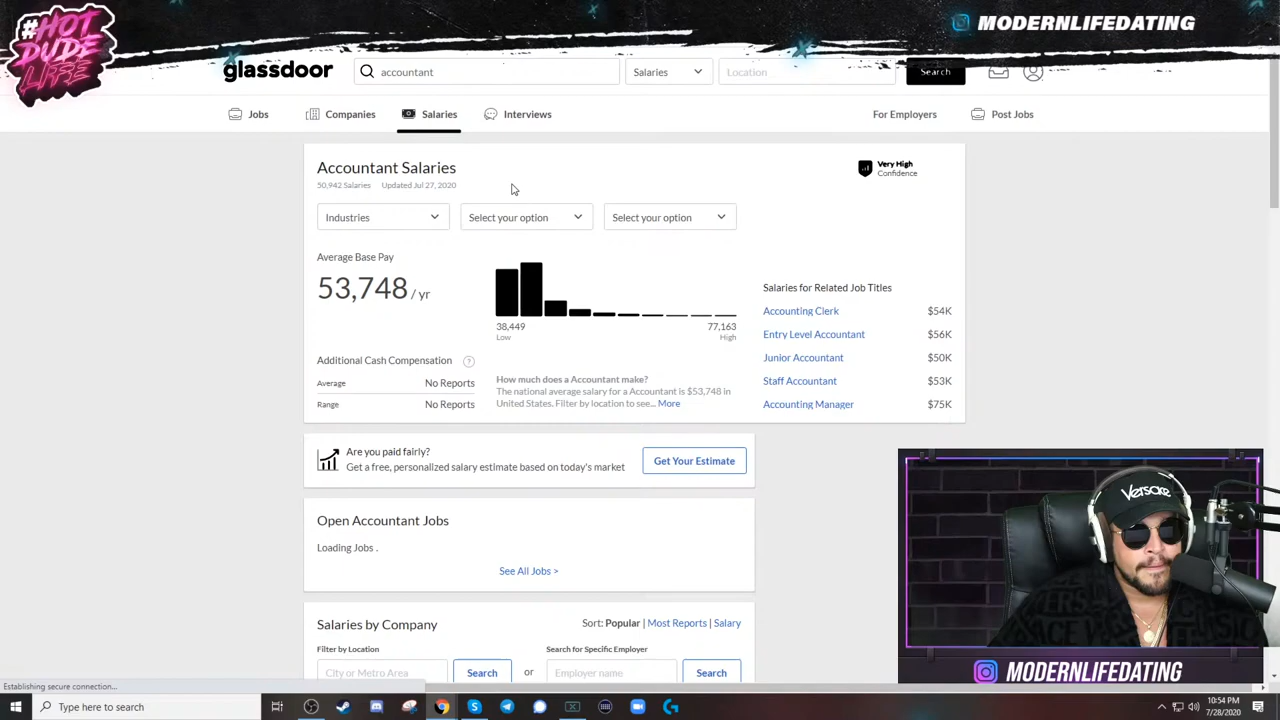 #HOT
DUDE
LIFE
MODERNLIFEDATING
glassdoor
accountant
Salaries
Location
Search
Jobs
Companies
Salaries
Interviews
For Employers
Post Jobs
Accountant Salaries
50,942 Salaries Updated Jul 27, 2020
Very High
Confidence
Industries
Select your option
Select your option
Average Base Pay
53,748 / yr
38,449
Low
77,163
High
Salaries for Related Job Titles
Accounting Clerk $54K
Entry Level Accountant $56K
Junior Accountant $50K
Staff Accountant $53K
Accounting Manager $75K
Additional Cash Compensation ?
Average No Reports
Range No Reports
How much does a Accountant make?
The national average salary for a Accountant is $53,748 in
United States. Filter by location to see... More
Are you paid fairly?
Get a free, personalized salary estimate based on today's market
Get Your Estimate
Open Accountant Jobs
Loading Jobs .
See All Jobs >
Salaries by Company
Sort: Popular | Most Reports | Salary
Filter by Location
Search for Specific Employer
City or Metro Area
Search
or
Employer name
Search
Versace
MODERNLIFEDATING
Establishing secure connection...
Type here to search
10:54 PM
7/28/2020